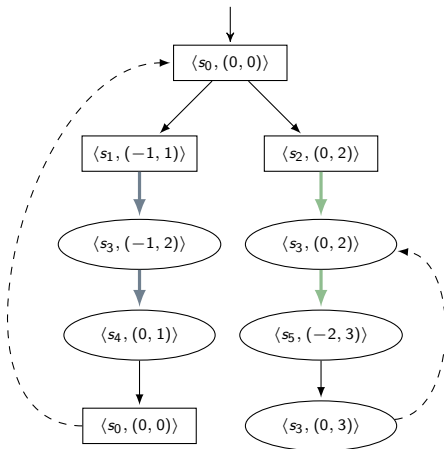 ⟨s₀, (0, 0)⟩
⟨s₁, (−1, 1)⟩ ⟨s₂, (0, 2)⟩
⟨s₃, (−1, 2)⟩ ⟨s₃, (0, 2)⟩
⟨s₄, (0, 1)⟩ ⟨s₅, (−2, 3)⟩
⟨s₀, (0, 0)⟩ ⟨s₃, (0, 3)⟩